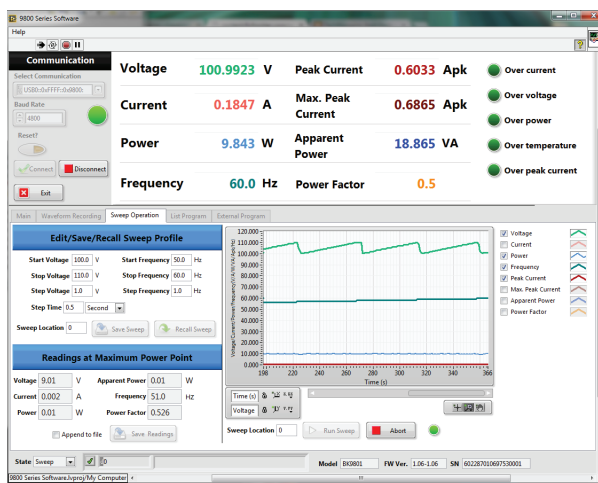 9800 Series Software
Help
Communication
Select Communication
USB0::0xFFFF::0x9800:
Baud Rate
4800
Reset?
Connect
Disconnect
Exit
Voltage 100.9923 V Peak Current 0.6033 Apk
Current 0.1847 A Max. Peak Current 0.6865 Apk
Power 9.843 W Apparent Power 18.865 VA
Frequency 60.0 Hz Power Factor 0.5
Over current
Over voltage
Over power
Over temperature
Over peak current
Main Waveform Recording Sweep Operation List Program External Program
Edit/Save/Recall Sweep Profile
Start Voltage 100.0 V Start Frequency 50.0 Hz
Stop Voltage 110.0 V Stop Frequency 60.0 Hz
Step Voltage 1.0 V Step Frequency 1.0 Hz
Step Time 0.5 Second
Sweep Location 0 Save Sweep Recall Sweep
Readings at Maximum Power Point
Voltage 9.01 V Apparent Power 0.01 W
Current 0.002 A Frequency 51.0 Hz
Power 0.01 W Power Factor 0.526
Append to file Save Readings
Voltage/Current/Power/Frequency(V/A/W/VA/Apk/Hz)
120.000
110.000
100.000
90.000
80.000
70.000
60.000
50.000
40.000
30.000
20.000
10.000
0.000
198 220 240 260 280 300 320 340 366
Time (s)
Voltage
Current
Power
Frequency
Peak Current
Max. Peak Current
Apparent Power
Power Factor
Time (s)
Voltage
Sweep Location 0 Run Sweep Abort
State Sweep 0
Model BK9801 FW Ver. 1.06-1.06 SN 602287010697530001
9800 Series Software.lvproj/My Computer